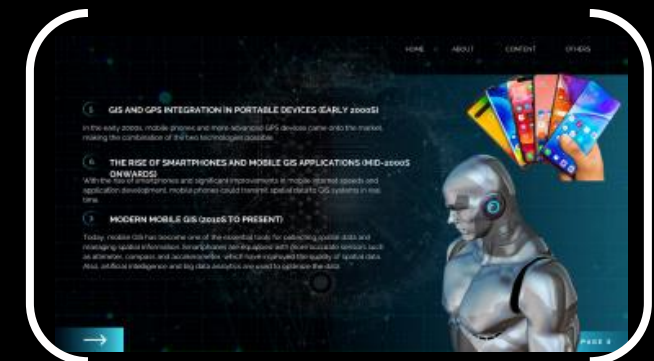 HOME ABOUT CONTENT OTHERS
5 GIS AND GPS INTEGRATION IN PORTABLE DEVICES (EARLY 2000S)
In the early 2000s, mobile phones and more advanced GPS devices came onto the market,
making the combination of the two technologies possible.
6 THE RISE OF SMARTPHONES AND MOBILE GIS APPLICATIONS (MID-2000S
ONWARDS)
With the rise of smartphones and significant improvements in mobile internet speeds and
application development, mobile phones could transmit spatial data to GIS systems in real
time.
7 MODERN MOBILE GIS (2010S TO PRESENT)
Today, mobile GIS has become one of the essential tools for collecting spatial data and
managing spatial information. Smartphones are equipped with more accurate sensors, such
as altimeter, compass and accelerometer, which have improved the quality of spatial data.
Also, artificial intelligence and big data analytics are used to optimize the data.
PAGE